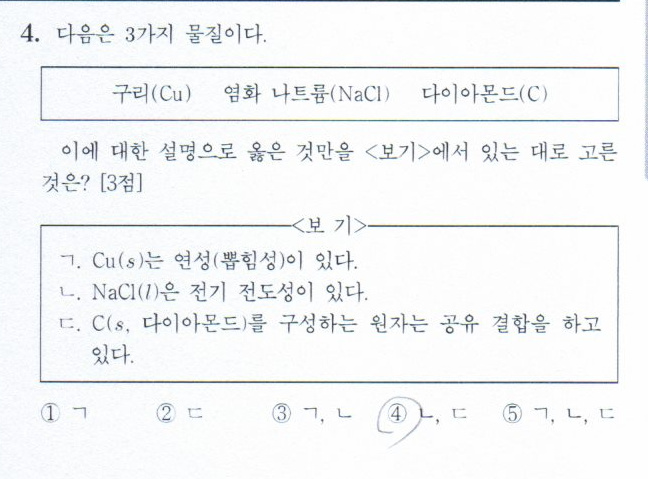 4. 다음은 3가지 물질이다.
구리(Cu) 염화 나트륨(NaCl) 다이아몬드(C)
이에 대한 설명으로 옳은 것만을 <보기>에서 있는 대로 고른
것은? [3점]
<보 기>
ㄱ. Cu(s)는 연성(뽑힘성)이 있다.
ㄴ. NaCl(l)은 전기 전도성이 있다.
ㄷ. C(s, 다이아몬드)를 구성하는 원자는 공유 결합을 하고
있다.
① ㄱ ② ㄷ ③ ㄱ, ㄴ ④ ㄴ, ㄷ ⑤ ㄱ, ㄴ, ㄷ